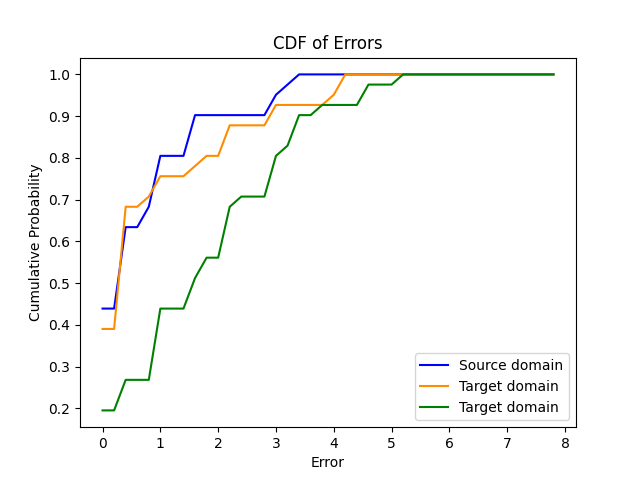 CDF of Errors
1.0
0.9
0.8
0.7
0.6
0.5
0.4
0.3
0.2
Cumulative Probability
Source domain
Target domain
Target domain
0 1 2 3 4 5 6 7 8
Error